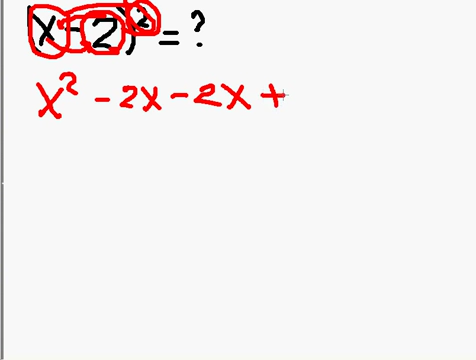 (x-2)² = ?
x² - 2x - 2x +